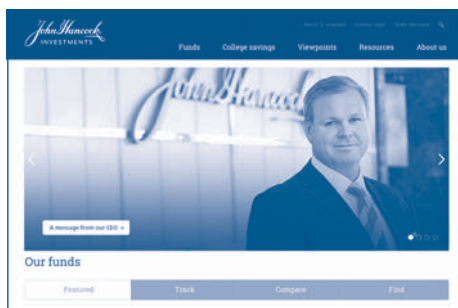 John Hancock
INVESTMENTS
Funds College savings Viewpoints Resources About us
John Hancock
A message from our CEO »
Our funds
Featured Track Compare Find